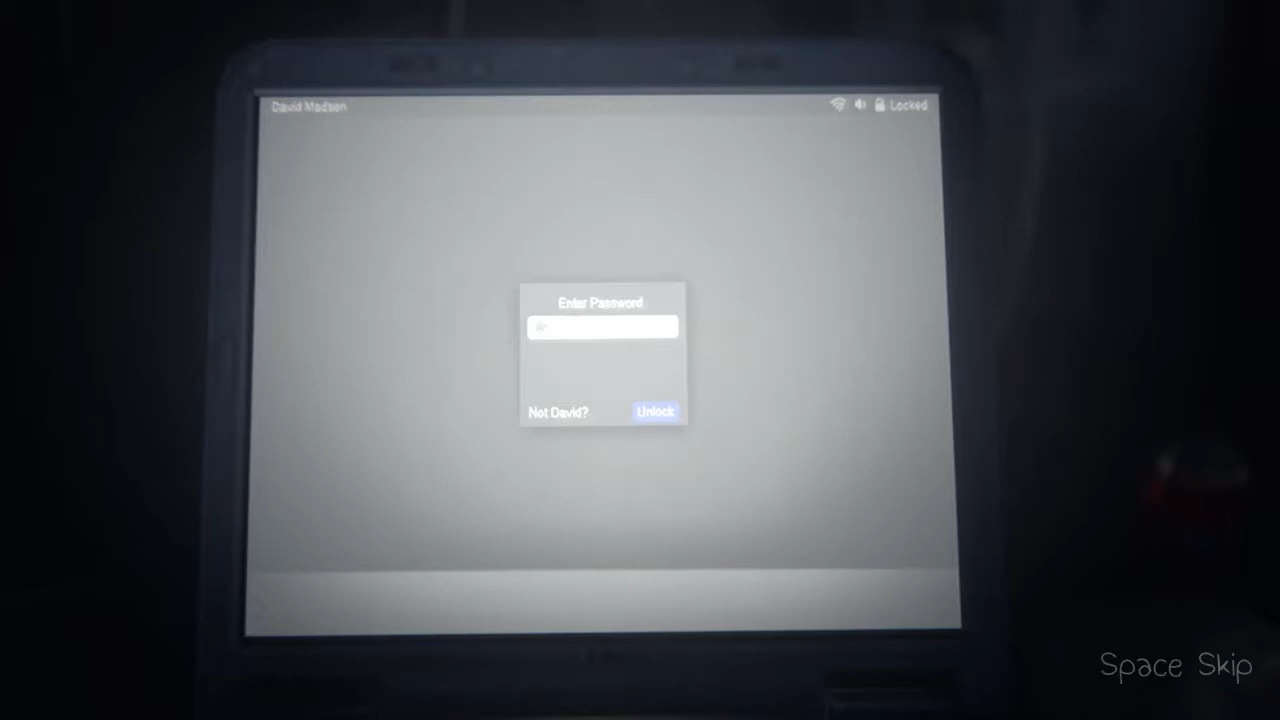 David Madsen
Locked
Enter Password
Not David?
Unlock
Space Skip